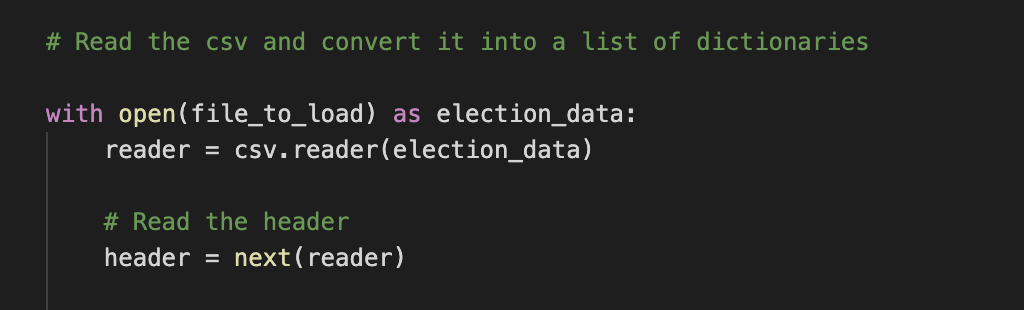 # Read the csv and convert it into a list of dictionaries
with open(file_to_load) as election_data:
reader = csv.reader(election_data)
# Read the header
header = next(reader)